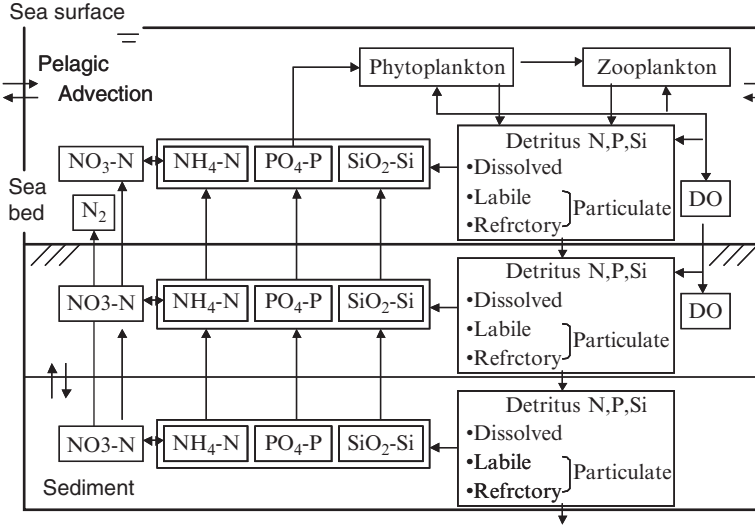 Sea surface
Pelagic
Advection
Phytoplankton
Zooplankton
NO₃-N
NH₄-N
PO₄-P
SiO₂-Si
Detritus N,P,Si
•Dissolved
•Labile
•Refrctory
Particulate
DO
Sea
bed
N₂
NO3-N
NH₄-N
PO₄-P
SiO₂-Si
Detritus N,P,Si
•Dissolved
•Labile
•Refrctory
Particulate
DO
NO3-N
NH₄-N
PO₄-P
SiO₂-Si
Detritus N,P,Si
•Dissolved
•Labile
•Refrctory
Particulate
Sediment